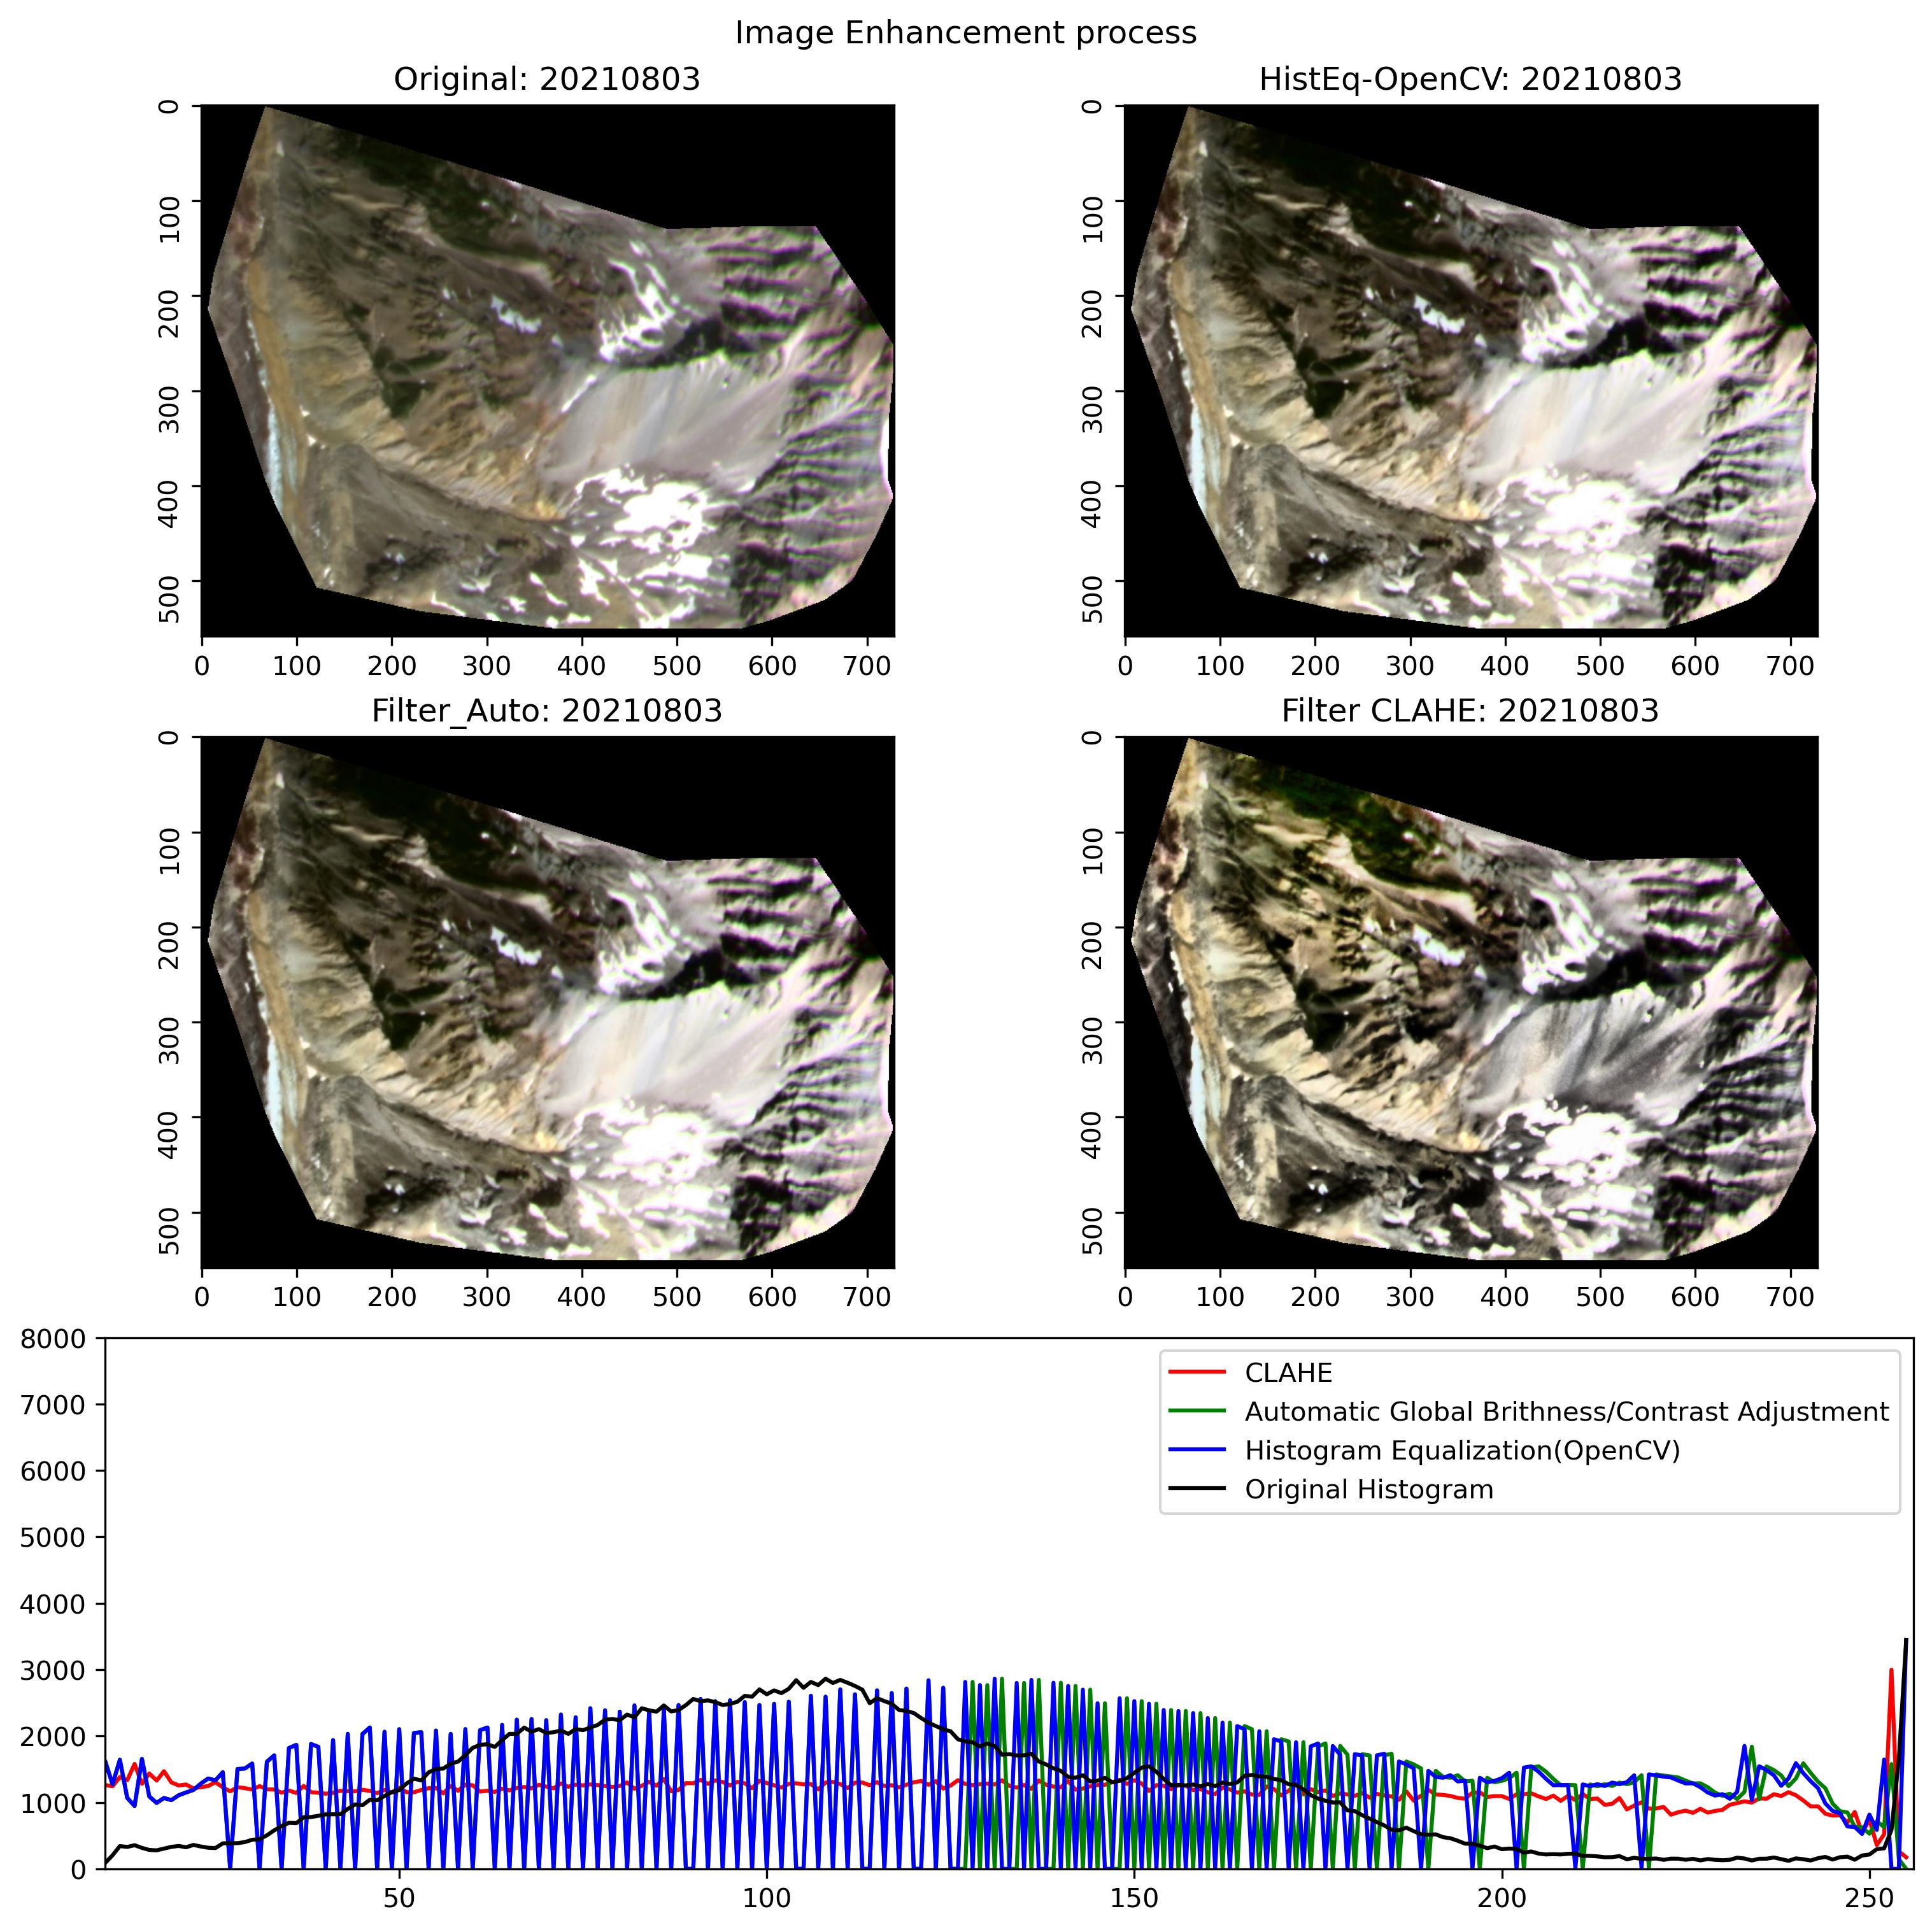 Image Enhancement process
Original: 20210803
HistEq-OpenCV: 20210803
0
100
200
300
400
500
0 100 200 300 400 500 600 700
0
100
200
300
400
500
0 100 200 300 400 500 600 700
Filter_Auto: 20210803
Filter CLAHE: 20210803
0
100
200
300
400
500
0 100 200 300 400 500 600 700
0
100
200
300
400
500
0 100 200 300 400 500 600 700
8000
7000
6000
5000
4000
3000
2000
1000
0
50 100 150 200 250
CLAHE
Automatic Global Brithness/Contrast Adjustment
Histogram Equalization(OpenCV)
Original Histogram